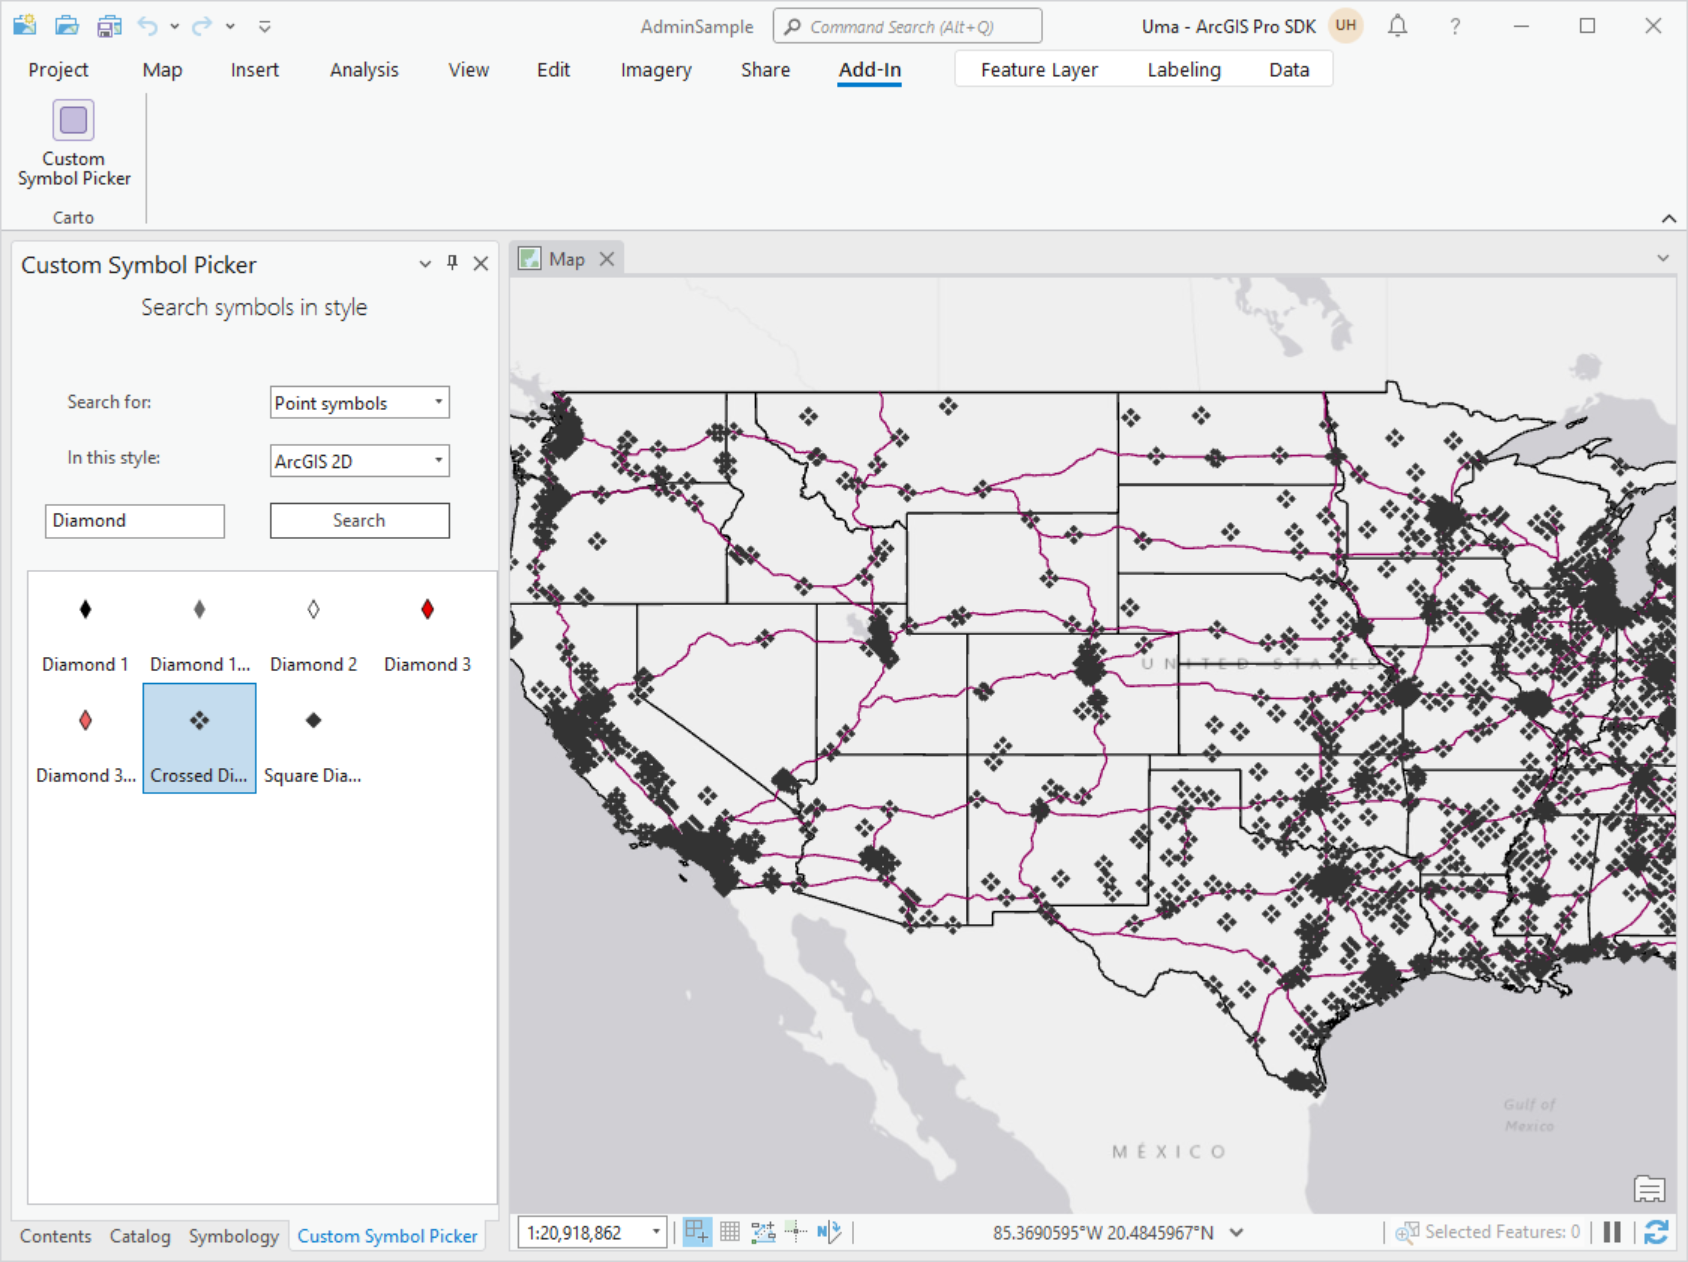 AdminSample
Command Search (Alt+Q)
Uma - ArcGIS Pro SDK
UH
?
Project
Map
Insert
Analysis
View
Edit
Imagery
Share
Add-In
Feature Layer
Labeling
Data
Custom
Symbol Picker
Carto
Custom Symbol Picker
Map
Search symbols in style
Search for:
Point symbols
In this style:
ArcGIS 2D
Diamond
Search
Diamond 1
Diamond 1...
Diamond 2
Diamond 3
Diamond 3...
Crossed Di...
Square Dia...
UNITED STATES
MÉXICO
Gulf of
Mexico
Contents
Catalog
Symbology
Custom Symbol Picker
1:20,918,862
N
85.3690595°W 20.4845967°N
Selected Features: 0